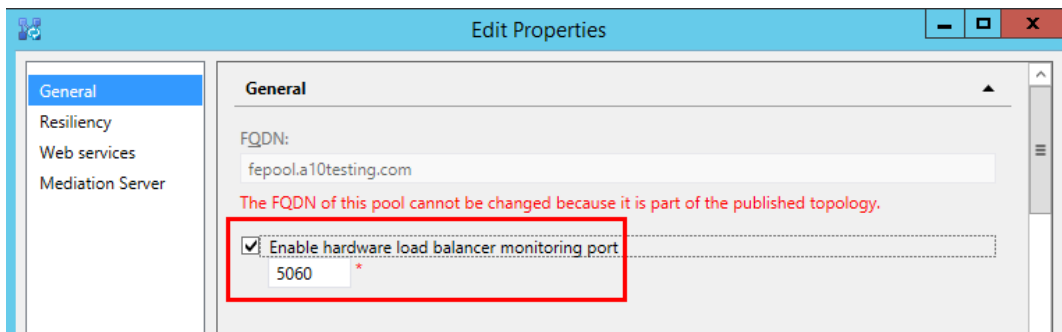 Edit Properties
General
Resiliency
Web services
Mediation Server
General
FQDN:
fepool.a10testing.com
The FQDN of this pool cannot be changed because it is part of the published topology.
Enable hardware load balancer monitoring port
5060 *